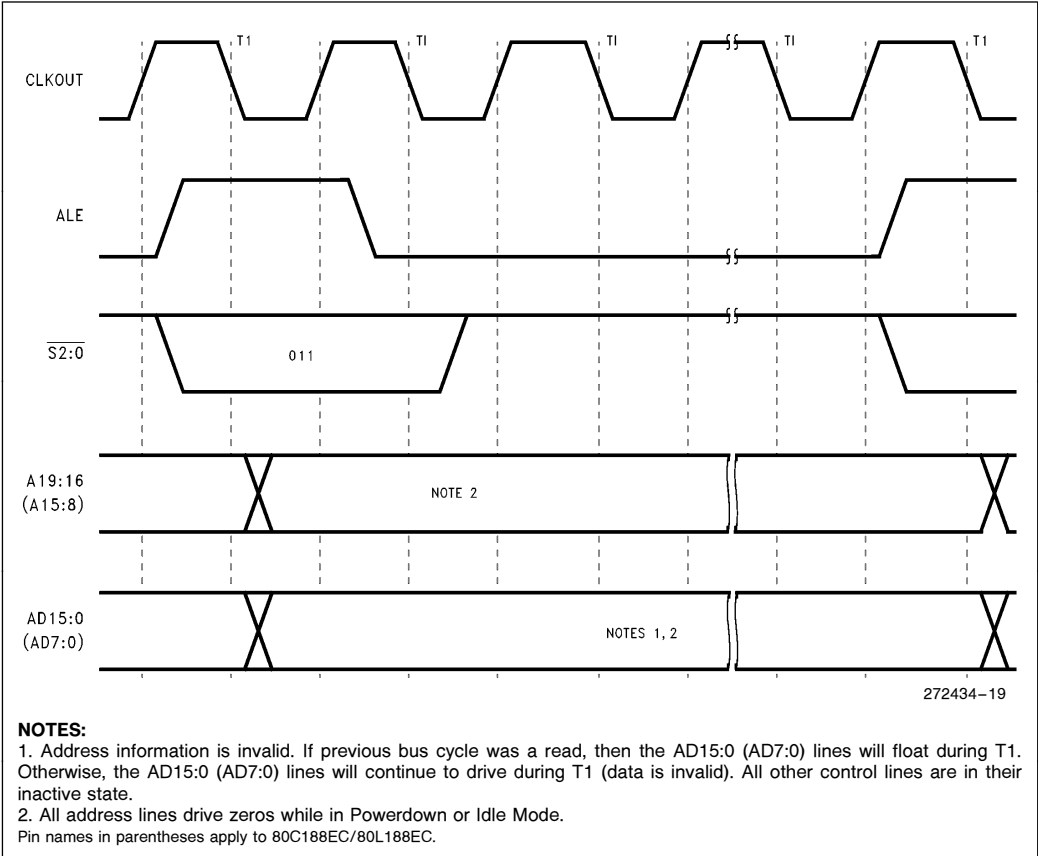 T1 TI TI TI T1
CLKOUT
ALE
S2:0
011
A19:16
(A15:8)
NOTE 2
AD15:0
(AD7:0)
NOTES 1,2
272434–19
NOTES:
1. Address information is invalid. If previous bus cycle was a read, then the AD15:0 (AD7:0) lines will float during T1.
Otherwise, the AD15:0 (AD7:0) lines will continue to drive during T1 (data is invalid). All other control lines are in their
inactive state.
2. All address lines drive zeros while in Powerdown or Idle Mode.
Pin names in parentheses apply to 80C188EC/80L188EC.